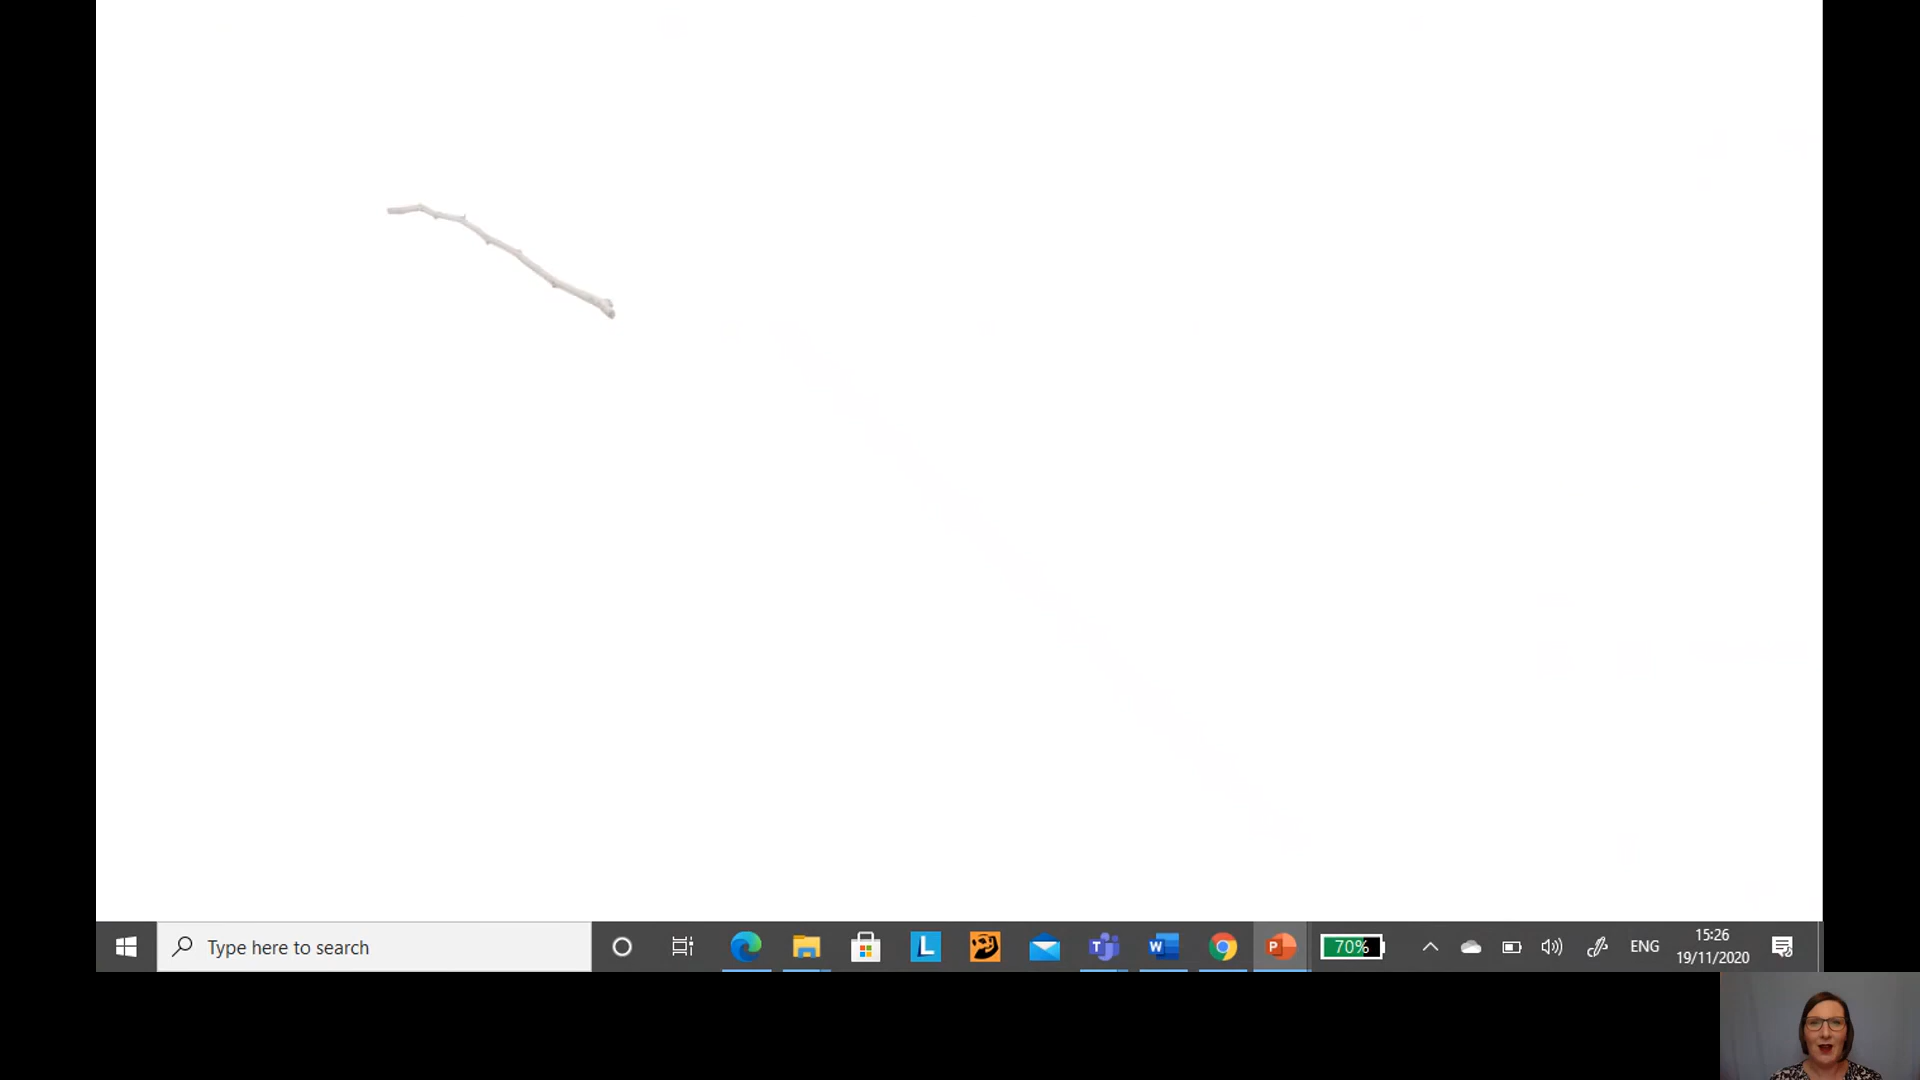 Type here to search
L
T
W
P
70%
ENG
15:26
19/11/2020